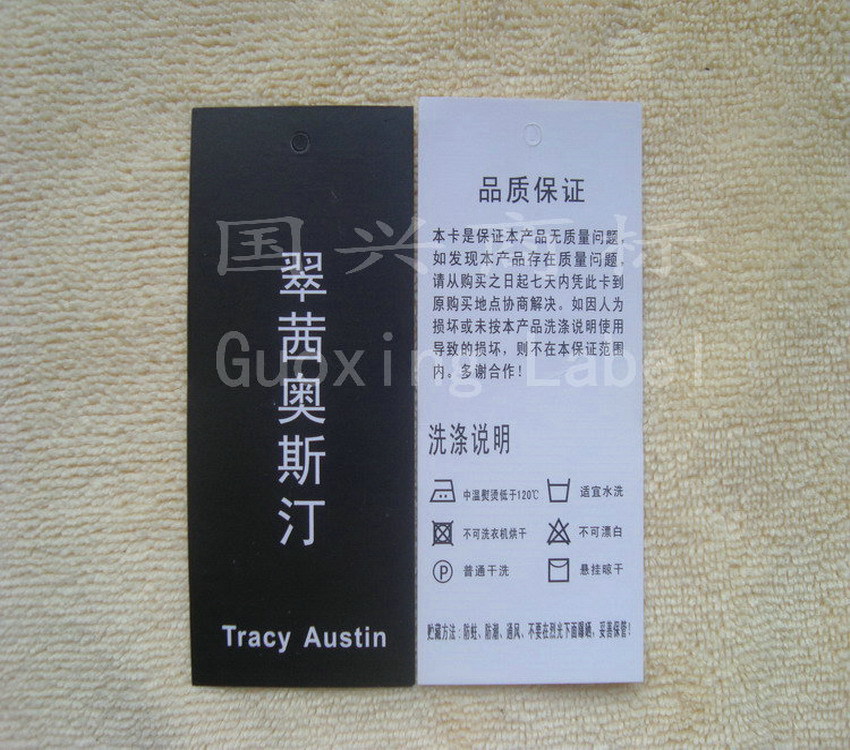 翠茜奥斯汀
Tracy Austin
品质保证
本卡是保证本产品无质量问题,
如发现本产品存在质量问题,
请从购买之日起七天内凭此卡到
原购买地点协商解决。如因人为
损坏或未按本产品洗涤说明使用
导致的损坏，则不在本保证范围
内。多谢合作！
洗涤说明
中温熨烫低于120℃
适宜水洗
不可洗衣机烘干
不可漂白
P
普通干洗
悬挂晾干
贮藏方法：防蛀、防潮、通风、不要在烈光下面曝晒，妥善保管！
国兴商标
Guoxing Label